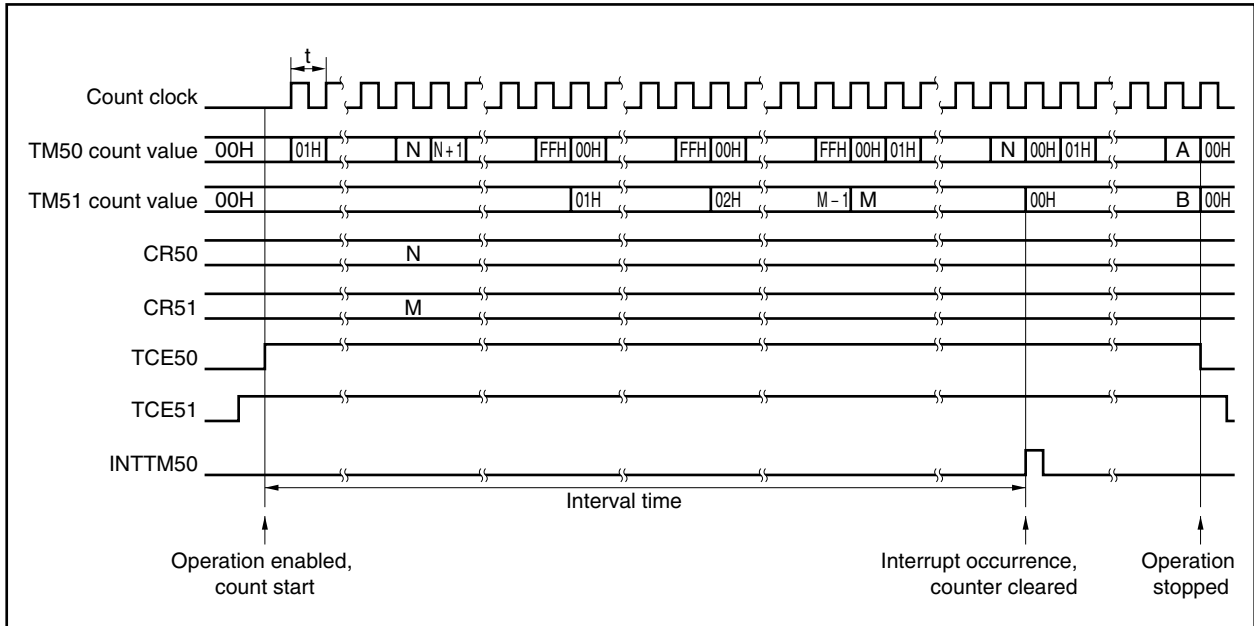 t
Count clock
TM50 count value 00H 01H N N + 1 FFH 00H FFH 00H FFH 00H 01H N 00H 01H A 00H
TM51 count value 00H 01H 02H M − 1 M 00H B 00H
CR50 N
CR51 M
TCE50
TCE51
INTTM50
Interval time
Operation enabled,
count start
Interrupt occurrence,
counter cleared
Operation
stopped